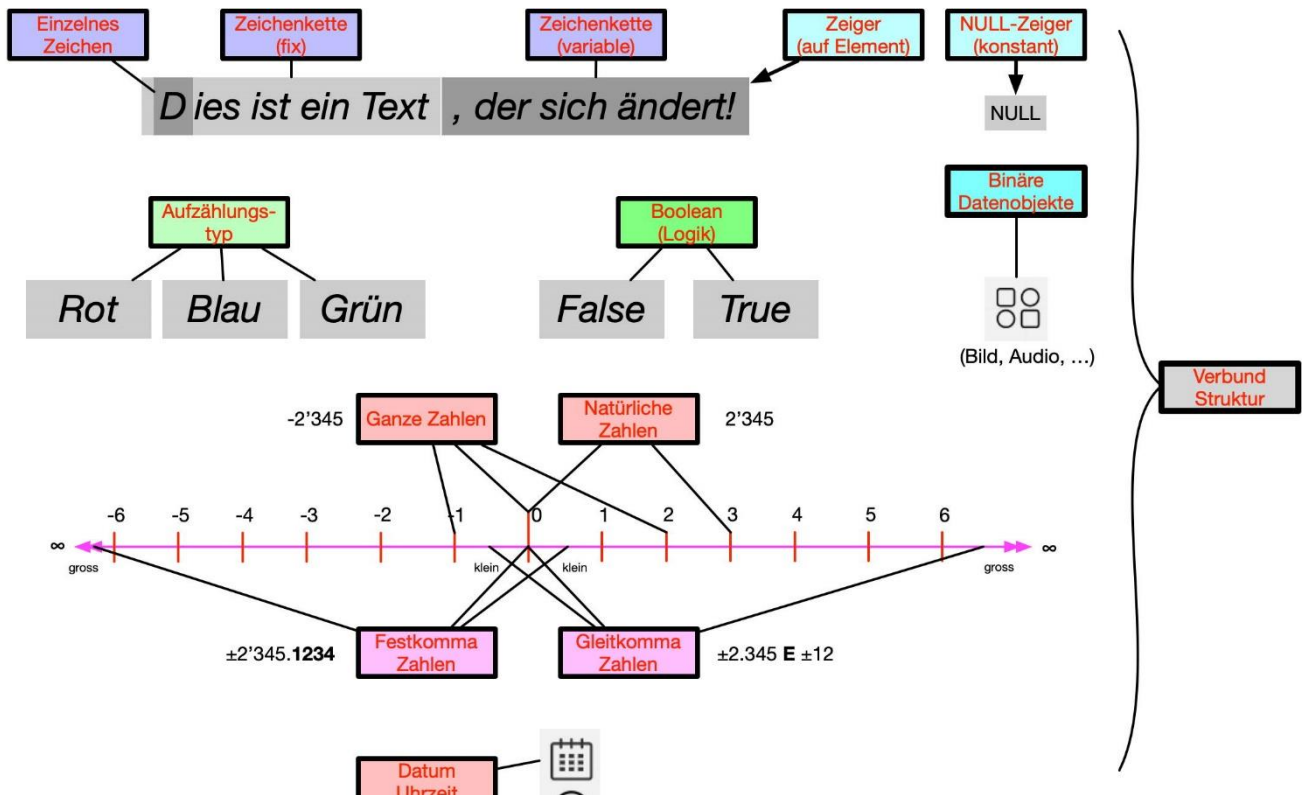 Einzelnes
Zeichen
Zeichenkette
(fix)
Zeichenkette
(variable)
Zeiger
(auf Element)
NULL-Zeiger
(konstant)
Dies ist ein Text , der sich ändert!
NULL
Aufzählungs-
typ
Boolean
(Logik)
Binäre
Datenobjekte
Rot Blau Grün False True
(Bild, Audio, …)
Verbund
Struktur
-2'345
Ganze Zahlen
Natürliche
Zahlen
2'345
-6 -5 -4 -3 -2 -1 0 1 2 3 4 5 6
∞ ∞
gross klein klein gross
±2'345.1234
Festkomma
Zahlen
Gleitkomma
Zahlen
±2.345 E ±12
Datum
Uhrzeit